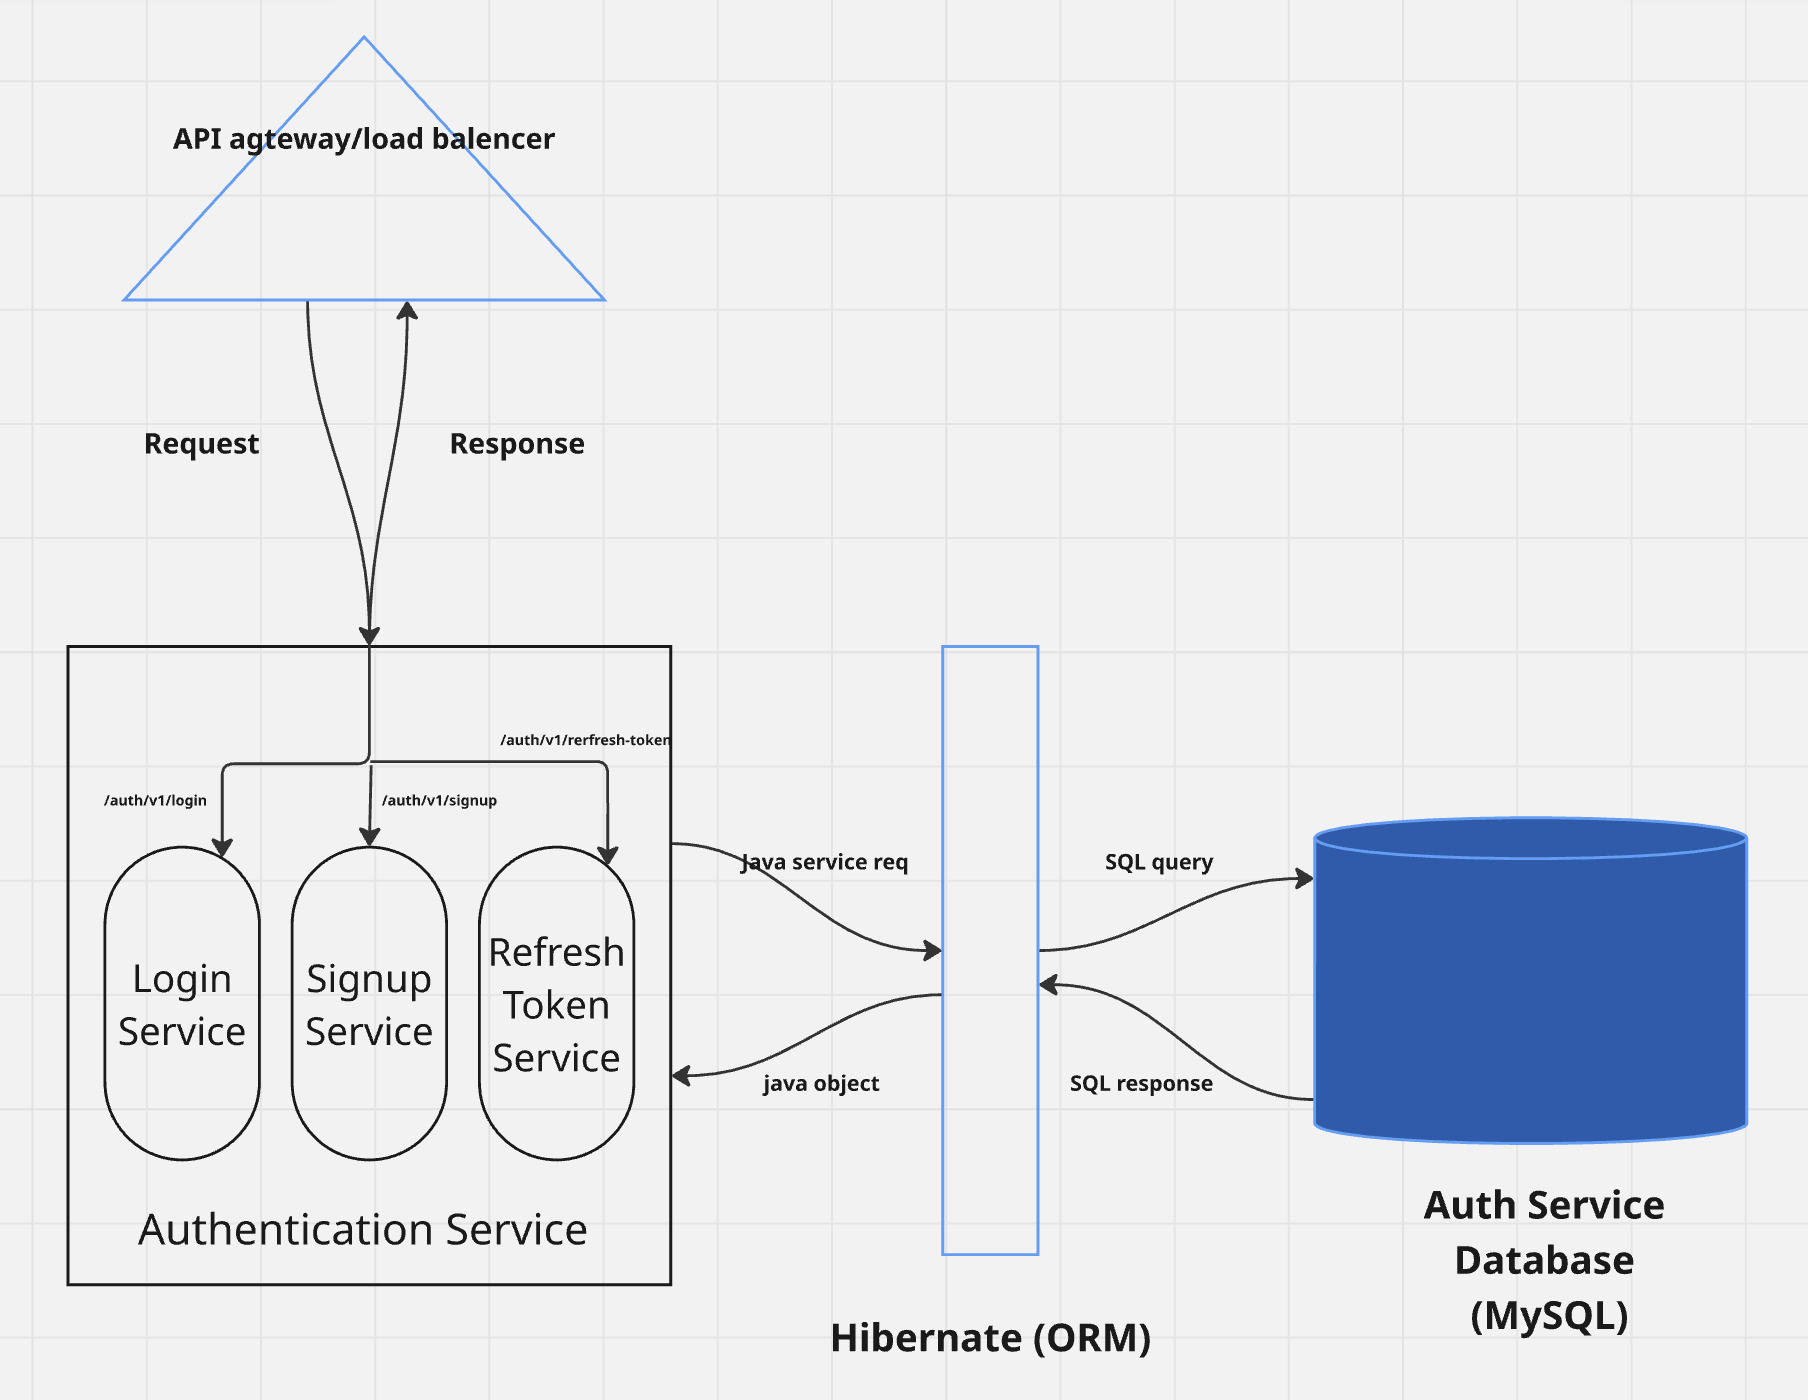 API agteway/load balencer
Request
Response
/auth/v1/rerfresh-token
/auth/v1/login
/auth/v1/signup
Login
Service
Signup
Service
Refresh
Token
Service
Authentication Service
Java service req
java object
SQL query
SQL response
Hibernate (ORM)
Auth Service
Database
(MySQL)